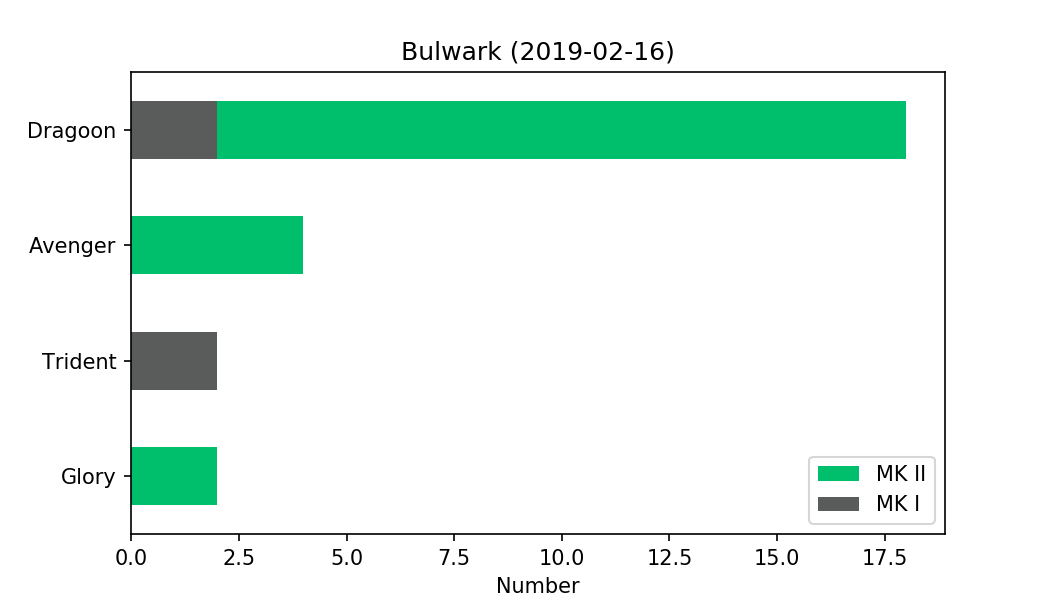 Bulwark (2019-02-16)
Dragoon
Avenger
Trident
Glory
MK II
MK I
0.0 2.5 5.0 7.5 10.0 12.5 15.0 17.5
Number